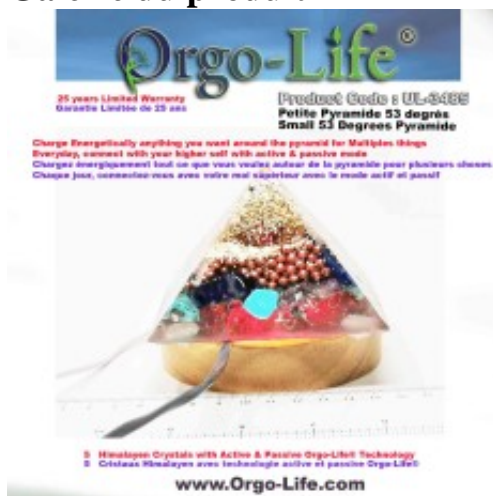 Orgo-Life®
25 years Limited Warranty
Garantie Limitée de 25 ans
Product Code : UL-3485
Petite Pyramide 53 degrés
Small 53 Degrees Pyramide
Charge Energetically anything you want around the pyramid for Multiples things
Everyday, connect with your higher self with active & passive mode
Chargez énergiquement tout ce que vous voulez autour de la pyramide pour plusieurs choses
Chaque jour, connectez-vous avec votre moi supérieur avec le mode actif et passif
5 Himalayen Crystals with Active & Passive Orgo-Life® Technology
5 Cristaux Himalayen avec technologie active et passive Orgo-Life®
www.Orgo-Life.com